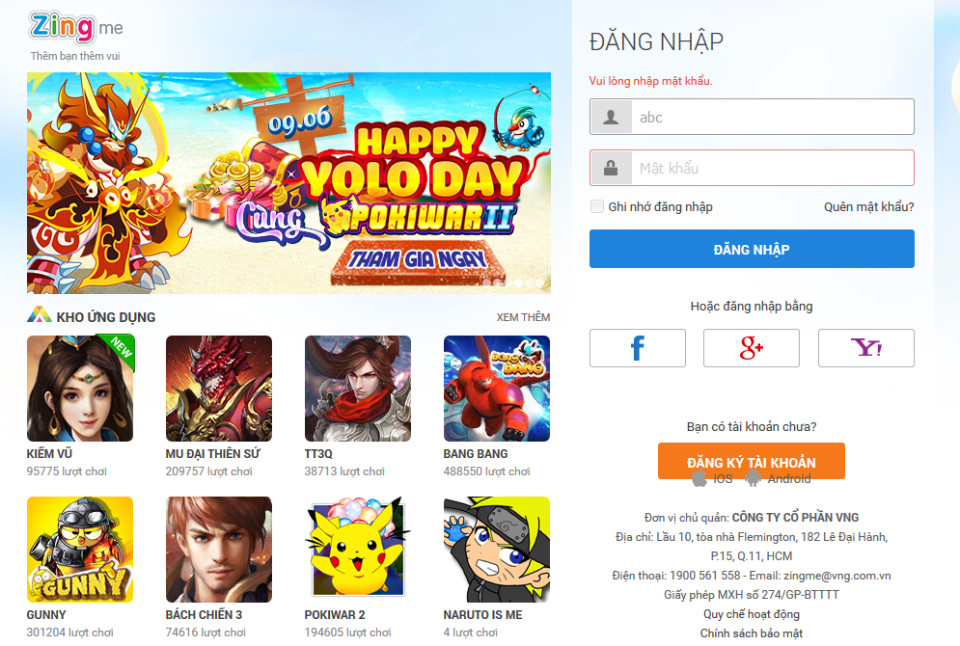 Zing me
Thêm bạn thêm vui
09.06
HAPPY
YOLO DAY
Cùng POKIWAR II
THAM GIA NGAY
KHO ỨNG DỤNG
XEM THÊM
NEW
BANG BANG
KIẾM VŨ
95775 lượt chơi
MU ĐẠI THIÊN SỨ
209757 lượt chơi
TT3Q
38713 lượt chơi
BANG BANG
488550 lượt chơi
GUNNY
GUNNY
301204 lượt chơi
BÁCH CHIẾN 3
74616 lượt chơi
POKIWAR 2
194605 lượt chơi
NARUTO IS ME
4 lượt chơi
ĐĂNG NHẬP
Vui lòng nhập mật khẩu.
abc
Mật khẩu
Ghi nhớ đăng nhập
Quên mật khẩu?
ĐĂNG NHẬP
Hoặc đăng nhập bằng
f
g+
Y!
Bạn có tài khoản chưa?
ĐĂNG KÝ TÀI KHOẢN
iOS
Android
Đơn vị chủ quản: CÔNG TY CỔ PHẦN VNG
Địa chỉ: Lầu 10, tòa nhà Flemington, 182 Lê Đại Hành,
P.15, Q.11, HCM
Điện thoại: 1900 561 558 - Email: zingme@vng.com.vn
Giấy phép MXH số 274/GP-BTTTT
Quy chế hoạt động
Chính sách bảo mật